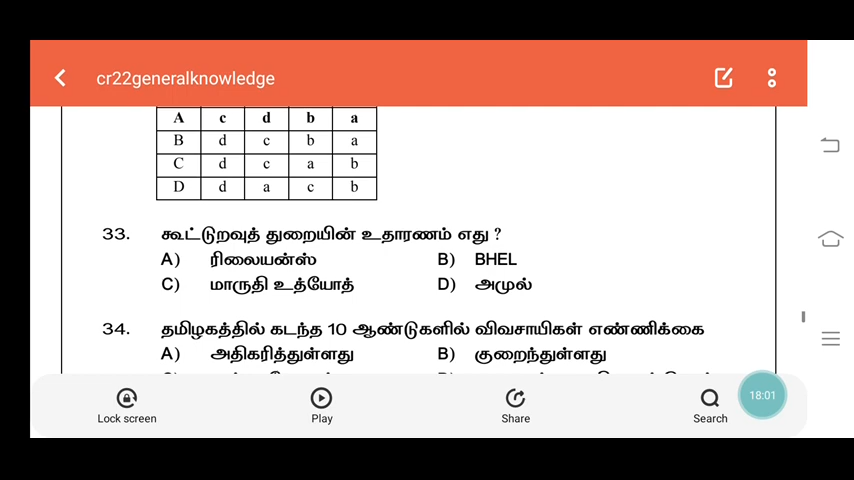 cr22generalknowledge
A c d b a
B d c b a
C d c a b
D d a c b
33. கூட்டுறவுத் துறையின் உதாரணம் எது ?
A) ரிலையன்ஸ் B) BHEL
C) மாருதி உத்யோத் D) அமுல்
34. தமிழகத்தில் கடந்த 10 ஆண்டுகளில் விவசாயிகள் எண்ணிக்கை
A) அதிகரித்துள்ளது B) குறைந்துள்ளது
Lock screen Play Share Search
18:01